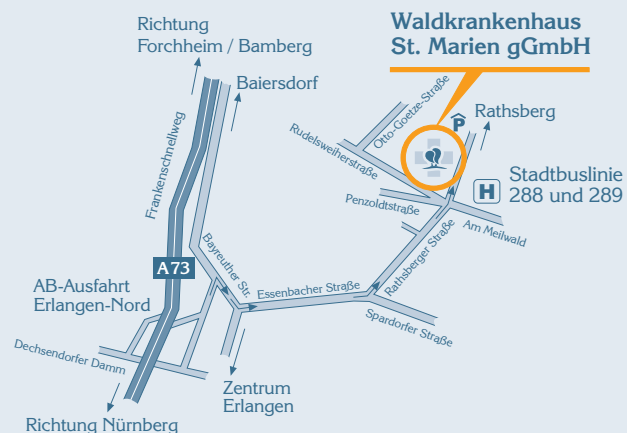 Richtung
Forchheim / Bamberg
Waldkrankenhaus
St. Marien gGmbH
Baiersdorf
Otto-Goetze-Straße
P
Rathsberg
Frankenschnellweg
Rudelsweiherstraße
H
Stadtbuslinie
288 und 289
Penzoldtstraße
Am Meilwald
Bayreuther Str.
Rathsberger Straße
A73
AB-Ausfahrt
Erlangen-Nord
Essenbacher Straße
Spardorfer Straße
Dechsendorfer Damm
Zentrum
Erlangen
Richtung Nürnberg